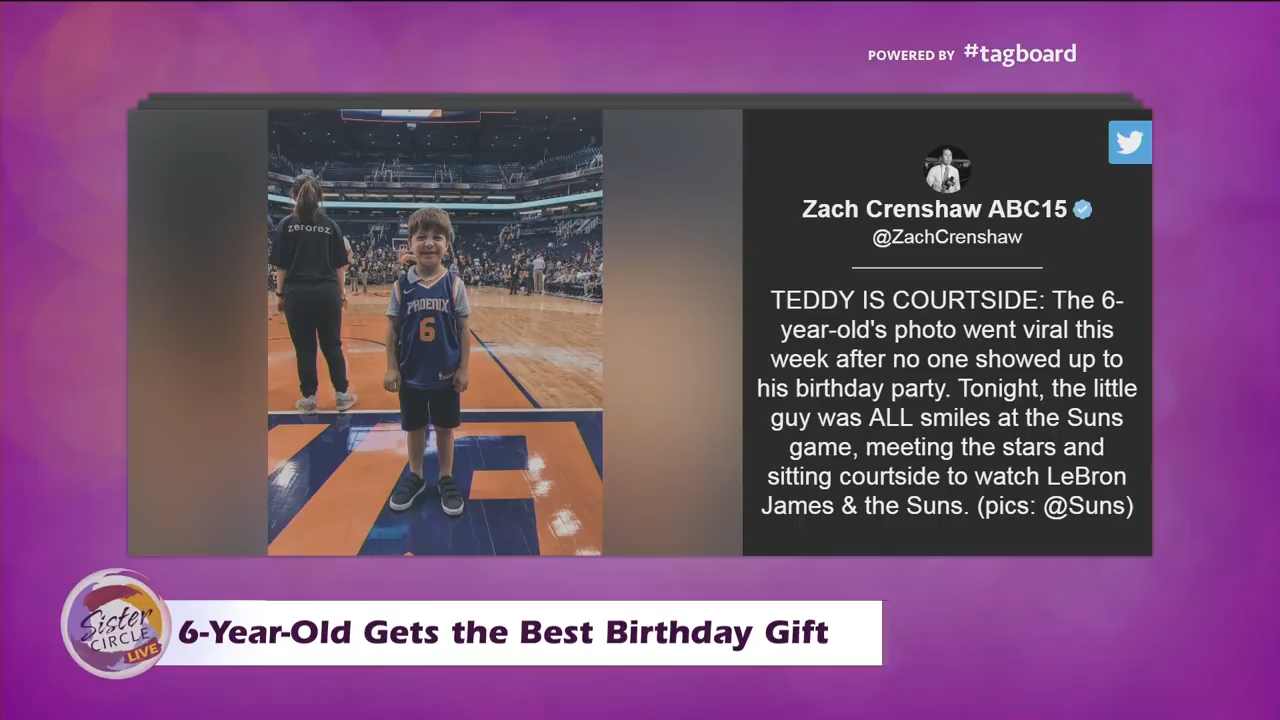 POWERED BY #tagboard
zerorez
PHOENIX
6
Zach Crenshaw ABC15
@ZachCrenshaw
TEDDY IS COURTSIDE: The 6-
year-old's photo went viral this
week after no one showed up to
his birthday party. Tonight, the little
guy was ALL smiles at the Suns
game, meeting the stars and
sitting courtside to watch LeBron
James & the Suns. (pics: @Suns)
Sister
CIRCLE
LIVE
6-Year-Old Gets the Best Birthday Gift